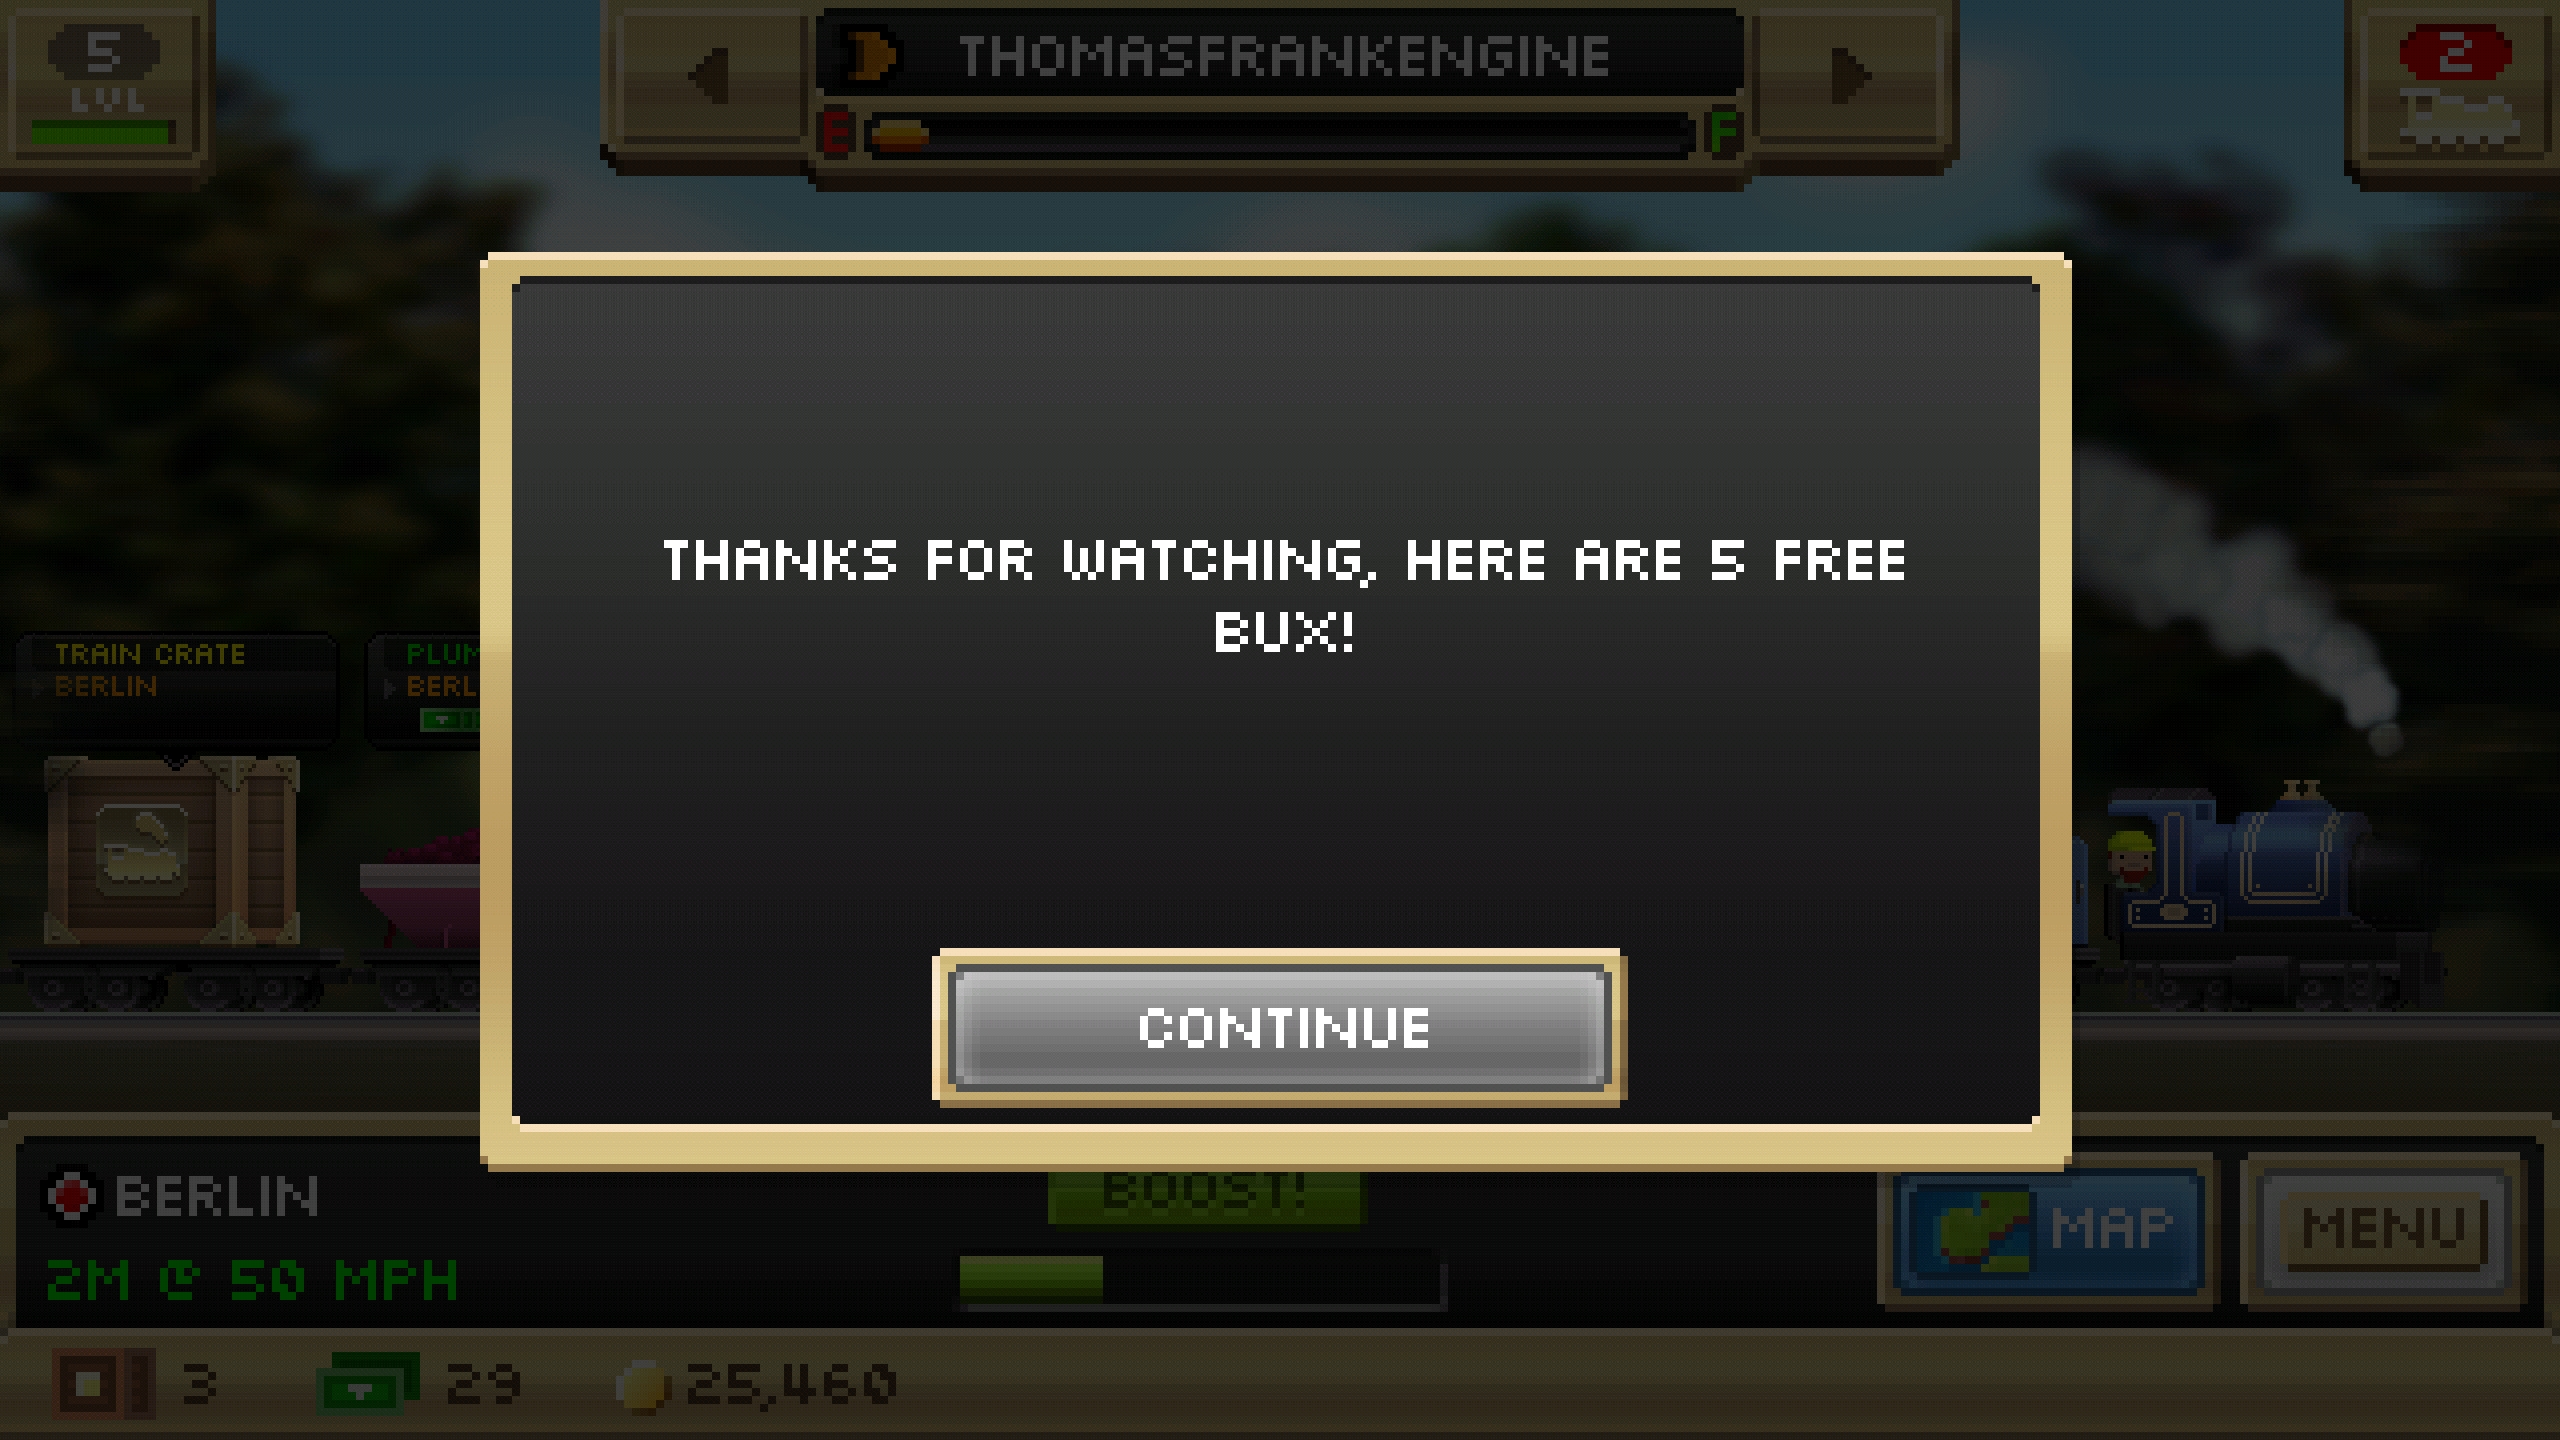 5
LVL
THOMASFRANKENGINE
E
F
2
THANKS FOR WATCHING, HERE ARE 5 FREE
BUX!
TRAIN CRATE
BERLIN
BERL
CONTINUE
BERLIN
2M @ 50 MPH
BOOST!
MAP
MENU
3
29
25,460